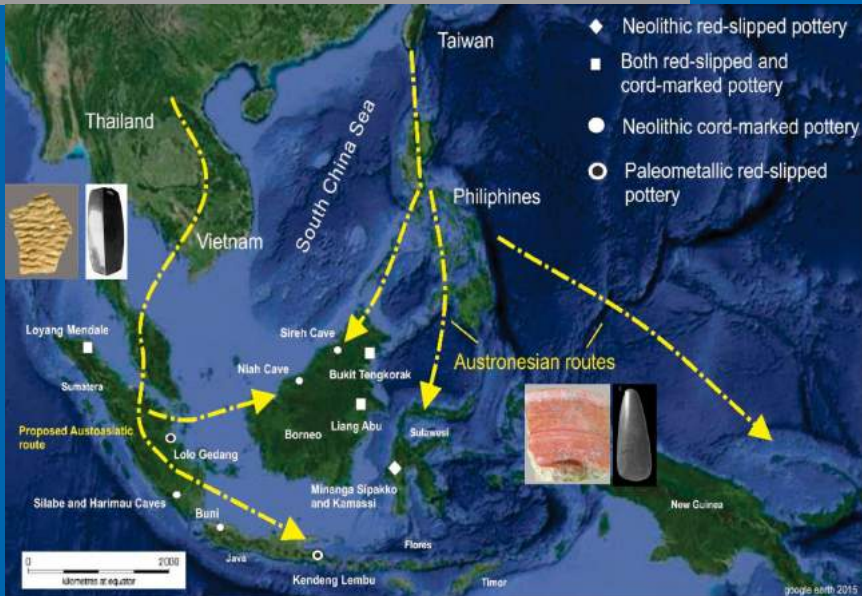 Taiwan
Neolithic red-slipped pottery
Both red-slipped and
cord-marked pottery
Neolithic cord-marked pottery
Paleometallic red-slipped
pottery
Thailand
South China Sea
Philiphines
Vietnam
Loyang Mendale
Sireh Cave
Niah Cave
Bukit Tengkorak
Austronesian routes
Sumatera
Liang Abu
Proposed Austoasiatic
route
Borneo
Sulawesi
Lolo Gedang
Minanga Sipakko
and Kamassi
Silabe and Harimau Caves
New Guinea
Buni
Flores
Java
0 2000
kilometres at equator
Kendeng Lembu
Timor
google earth 2015